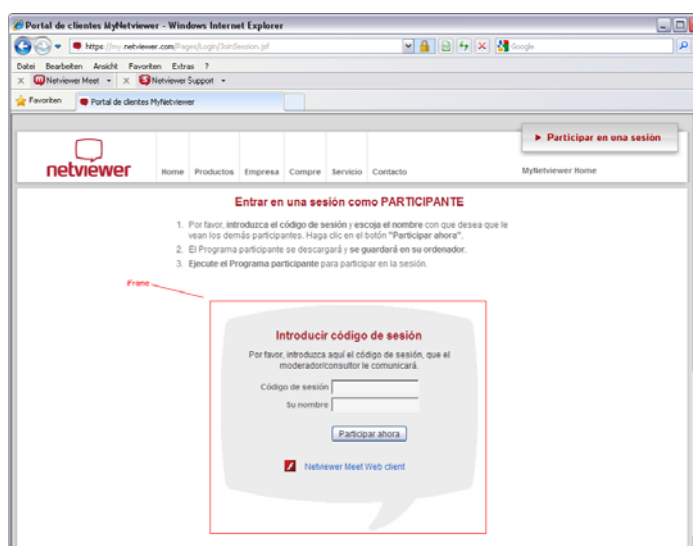 Portal de clientes MyNetviewer - Windows Internet Explorer
https://my.netviewer.com/Pages/Login/JoinSession.jsf
Google
Datei Bearbeiten Ansicht Favoriten Extras ?
Netviewer Meet
Netviewer Support
Favoriten
Portal de clientes MyNetviewer
Participar en una sesión
netviewer
Home Productos Empresa Compre Servicio Contacto
MyNetviewer Home
Entrar en una sesión como PARTICIPANTE
1. Por favor, introduzca el código de sesión y escoja el nombre con que desea que le
vean los demás participantes. Haga clic en el botón "Participar ahora".
2. El Programa participante se descargará y se guardará en su ordenador.
3. Ejecute el Programa participante para participar en la sesión.
iFrame
Introducir código de sesión
Por favor, introduzca aquí el código de sesión, que el
moderador/consultor le comunicará.
Código de sesión
Su nombre
Participar ahora
Netviewer Meet Web client